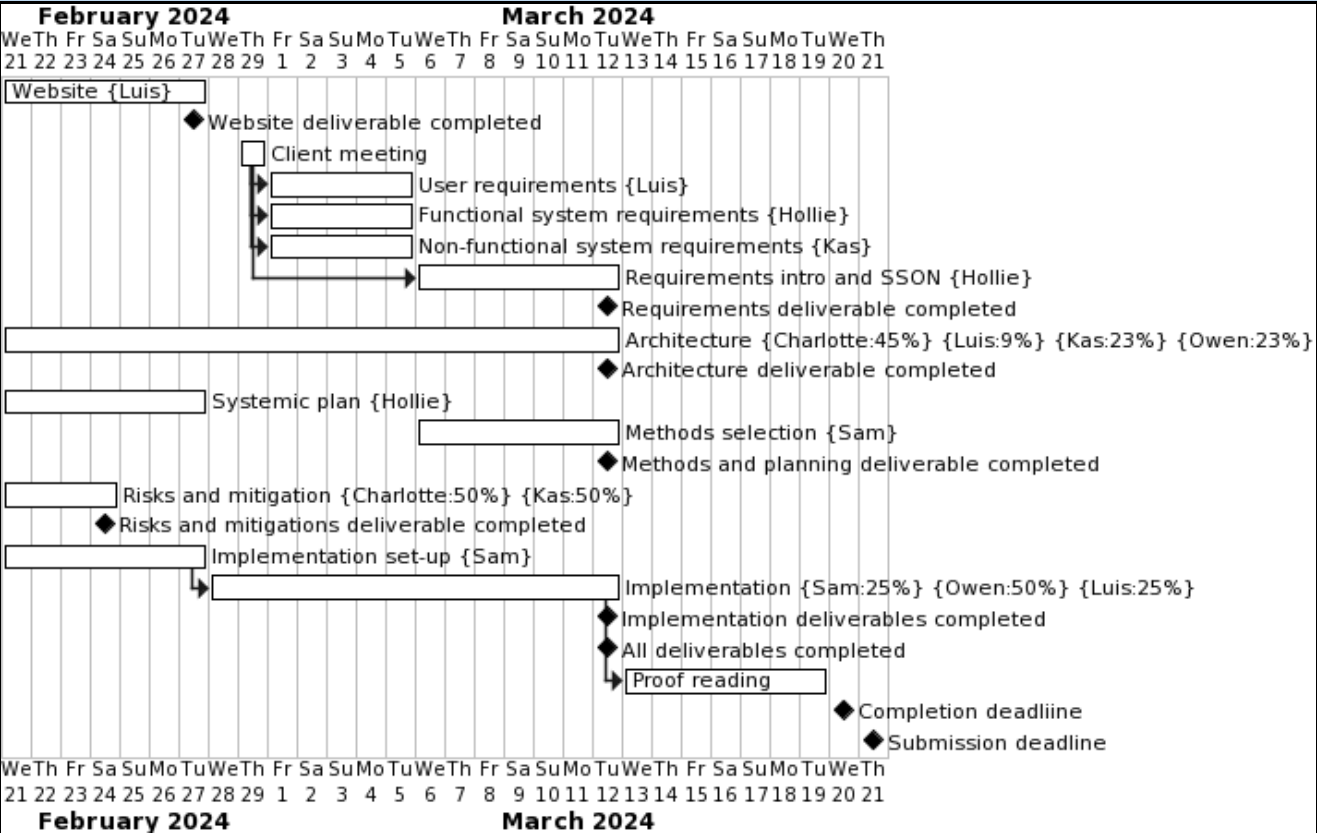 February 2024 March 2024
We Th Fr Sa Su Mo Tu We Th Fr Sa Su Mo Tu We Th Fr Sa Su Mo Tu We Th Fr Sa Su Mo Tu We Th
21 22 23 24 25 26 27 28 29 1 2 3 4 5 6 7 8 9 10 11 12 13 14 15 16 17 18 19 20 21
Website {Luis}
Website deliverable completed
Client meeting
User requirements {Luis}
Functional system requirements {Hollie}
Non-functional system requirements {Kas}
Requirements intro and SSON {Hollie}
Requirements deliverable completed
Architecture {Charlotte:45%} {Luis:9%} {Kas:23%} {Owen:23%}
Architecture deliverable completed
Systemic plan {Hollie}
Methods selection {Sam}
Methods and planning deliverable completed
Risks and mitigation {Charlotte:50%} {Kas:50%}
Risks and mitigations deliverable completed
Implementation set-up {Sam}
Implementation {Sam:25%} {Owen:50%} {Luis:25%}
Implementation deliverables completed
All deliverables completed
Proof reading
Completion deadliine
Submission deadline
We Th Fr Sa Su Mo Tu We Th Fr Sa Su Mo Tu We Th Fr Sa Su Mo Tu We Th Fr Sa Su Mo Tu We Th
21 22 23 24 25 26 27 28 29 1 2 3 4 5 6 7 8 9 10 11 12 13 14 15 16 17 18 19 20 21
February 2024 March 2024